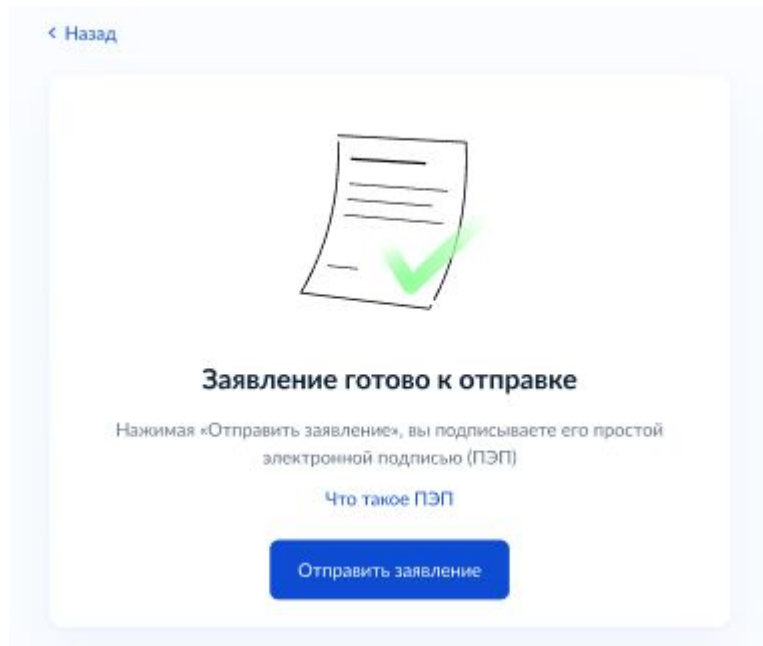 Назад
Заявление готово к отправке
Нажимая «Отправить заявление», вы подписываете его простой
электронной подписью (ПЭП)
Что такое ПЭП
Отправить заявление